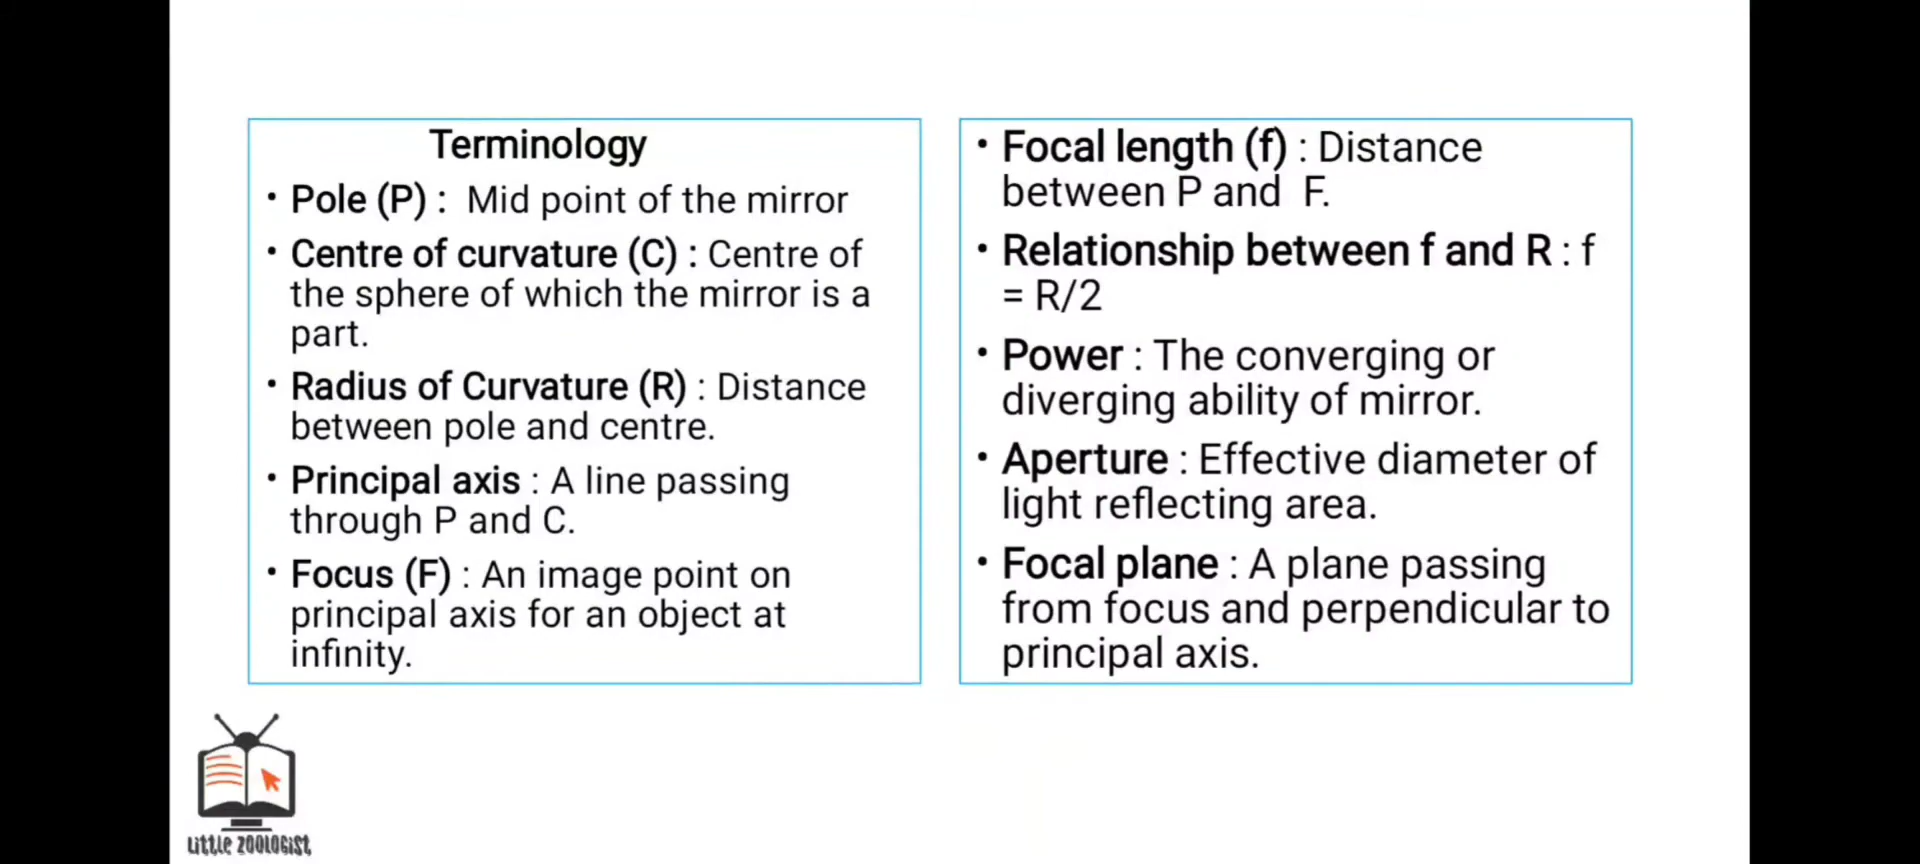 Terminology
• Pole (P) : Mid point of the mirror
• Centre of curvature (C) : Centre of
the sphere of which the mirror is a
part.
• Radius of Curvature (R) : Distance
between pole and centre.
• Principal axis : A line passing
through P and C.
• Focus (F) : An image point on
principal axis for an object at
infinity.
• Focal length (f) : Distance
between P and F.
• Relationship between f and R : f
= R/2
• Power : The converging or
diverging ability of mirror.
• Aperture : Effective diameter of
light reflecting area.
• Focal plane : A plane passing
from focus and perpendicular to
principal axis.
LittLE ZOOLOGiST